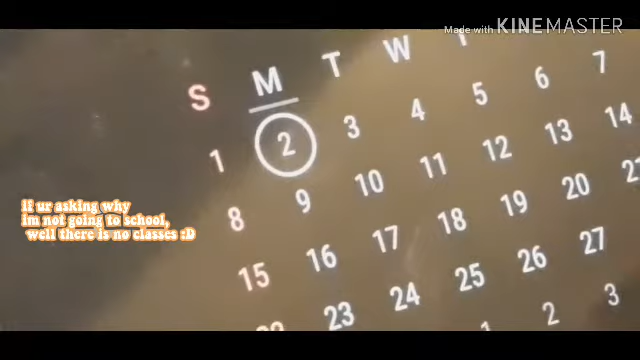 Made with KINEMASTER
S M T W
1 2 3 4 5 6 7
8 9 10 11 12 13 14
15 16 17 18 19 20
23 24 25 26 27
1 2 3
if ur asking why
im not going to school,
well there is no classes :D